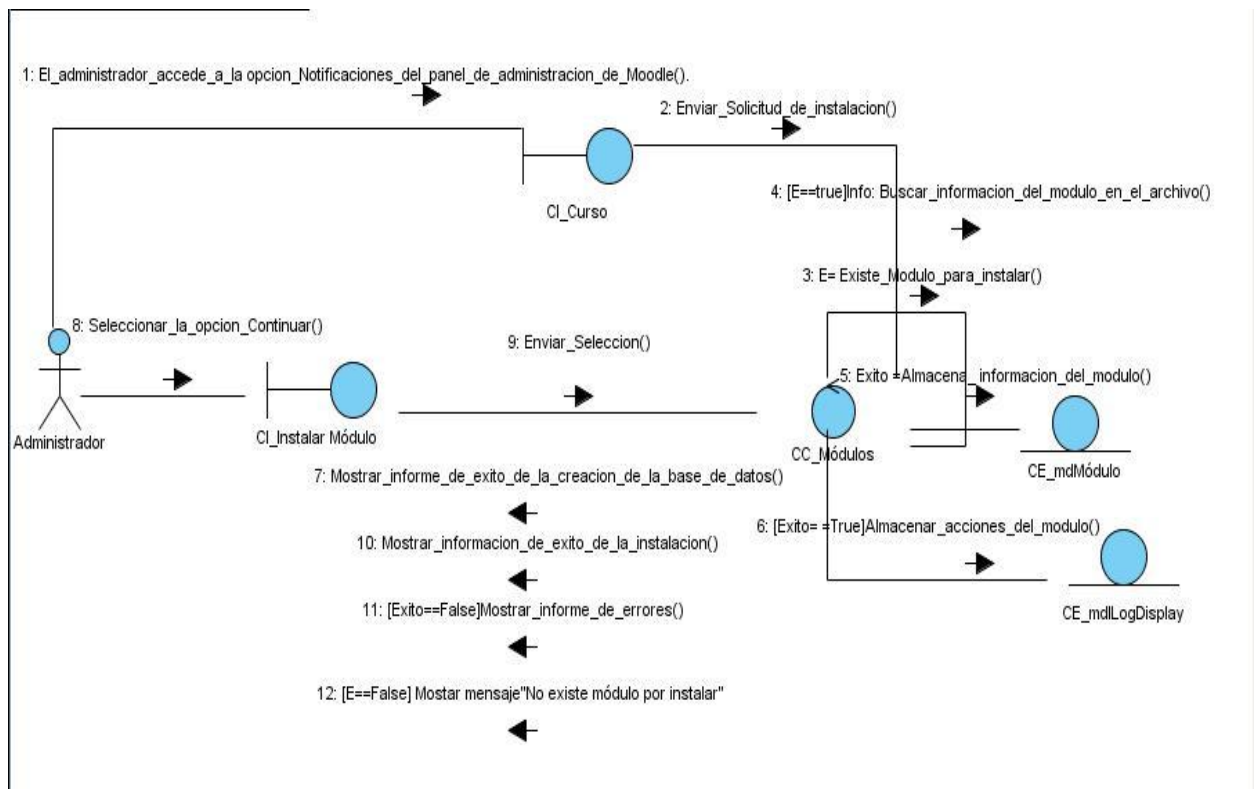 1: El_administrador_accede_a_la opcion_Notificaciones_del_panel_de_administracion_de_Moodle().
2: Enviar_Solicitud_de_instalacion()
CI_Curso
4: [E==true]Info: Buscar_informacion_del_modulo_en_el_archivo()
3: E= Existe_Modulo_para_instalar()
8: Seleccionar_la_opcion_Continuar()
9: Enviar_Seleccion()
5: Exito =Almacena_informacion_del_modulo()
Administrador
CI_Instalar Módulo
CC_Módulos
CE_mdMódulo
7: Mostrar_informe_de_exito_de_la_creacion_de_la_base_de_datos()
6: [Exito= =True]Almacenar_acciones_del_modulo()
10: Mostrar_informacion_de_exito_de_la_instalacion()
11: [Exito==False]Mostrar_informe_de_errores()
CE_mdlLogDisplay
12: [E==False] Mostar mensaje"No existe módulo por instalar"